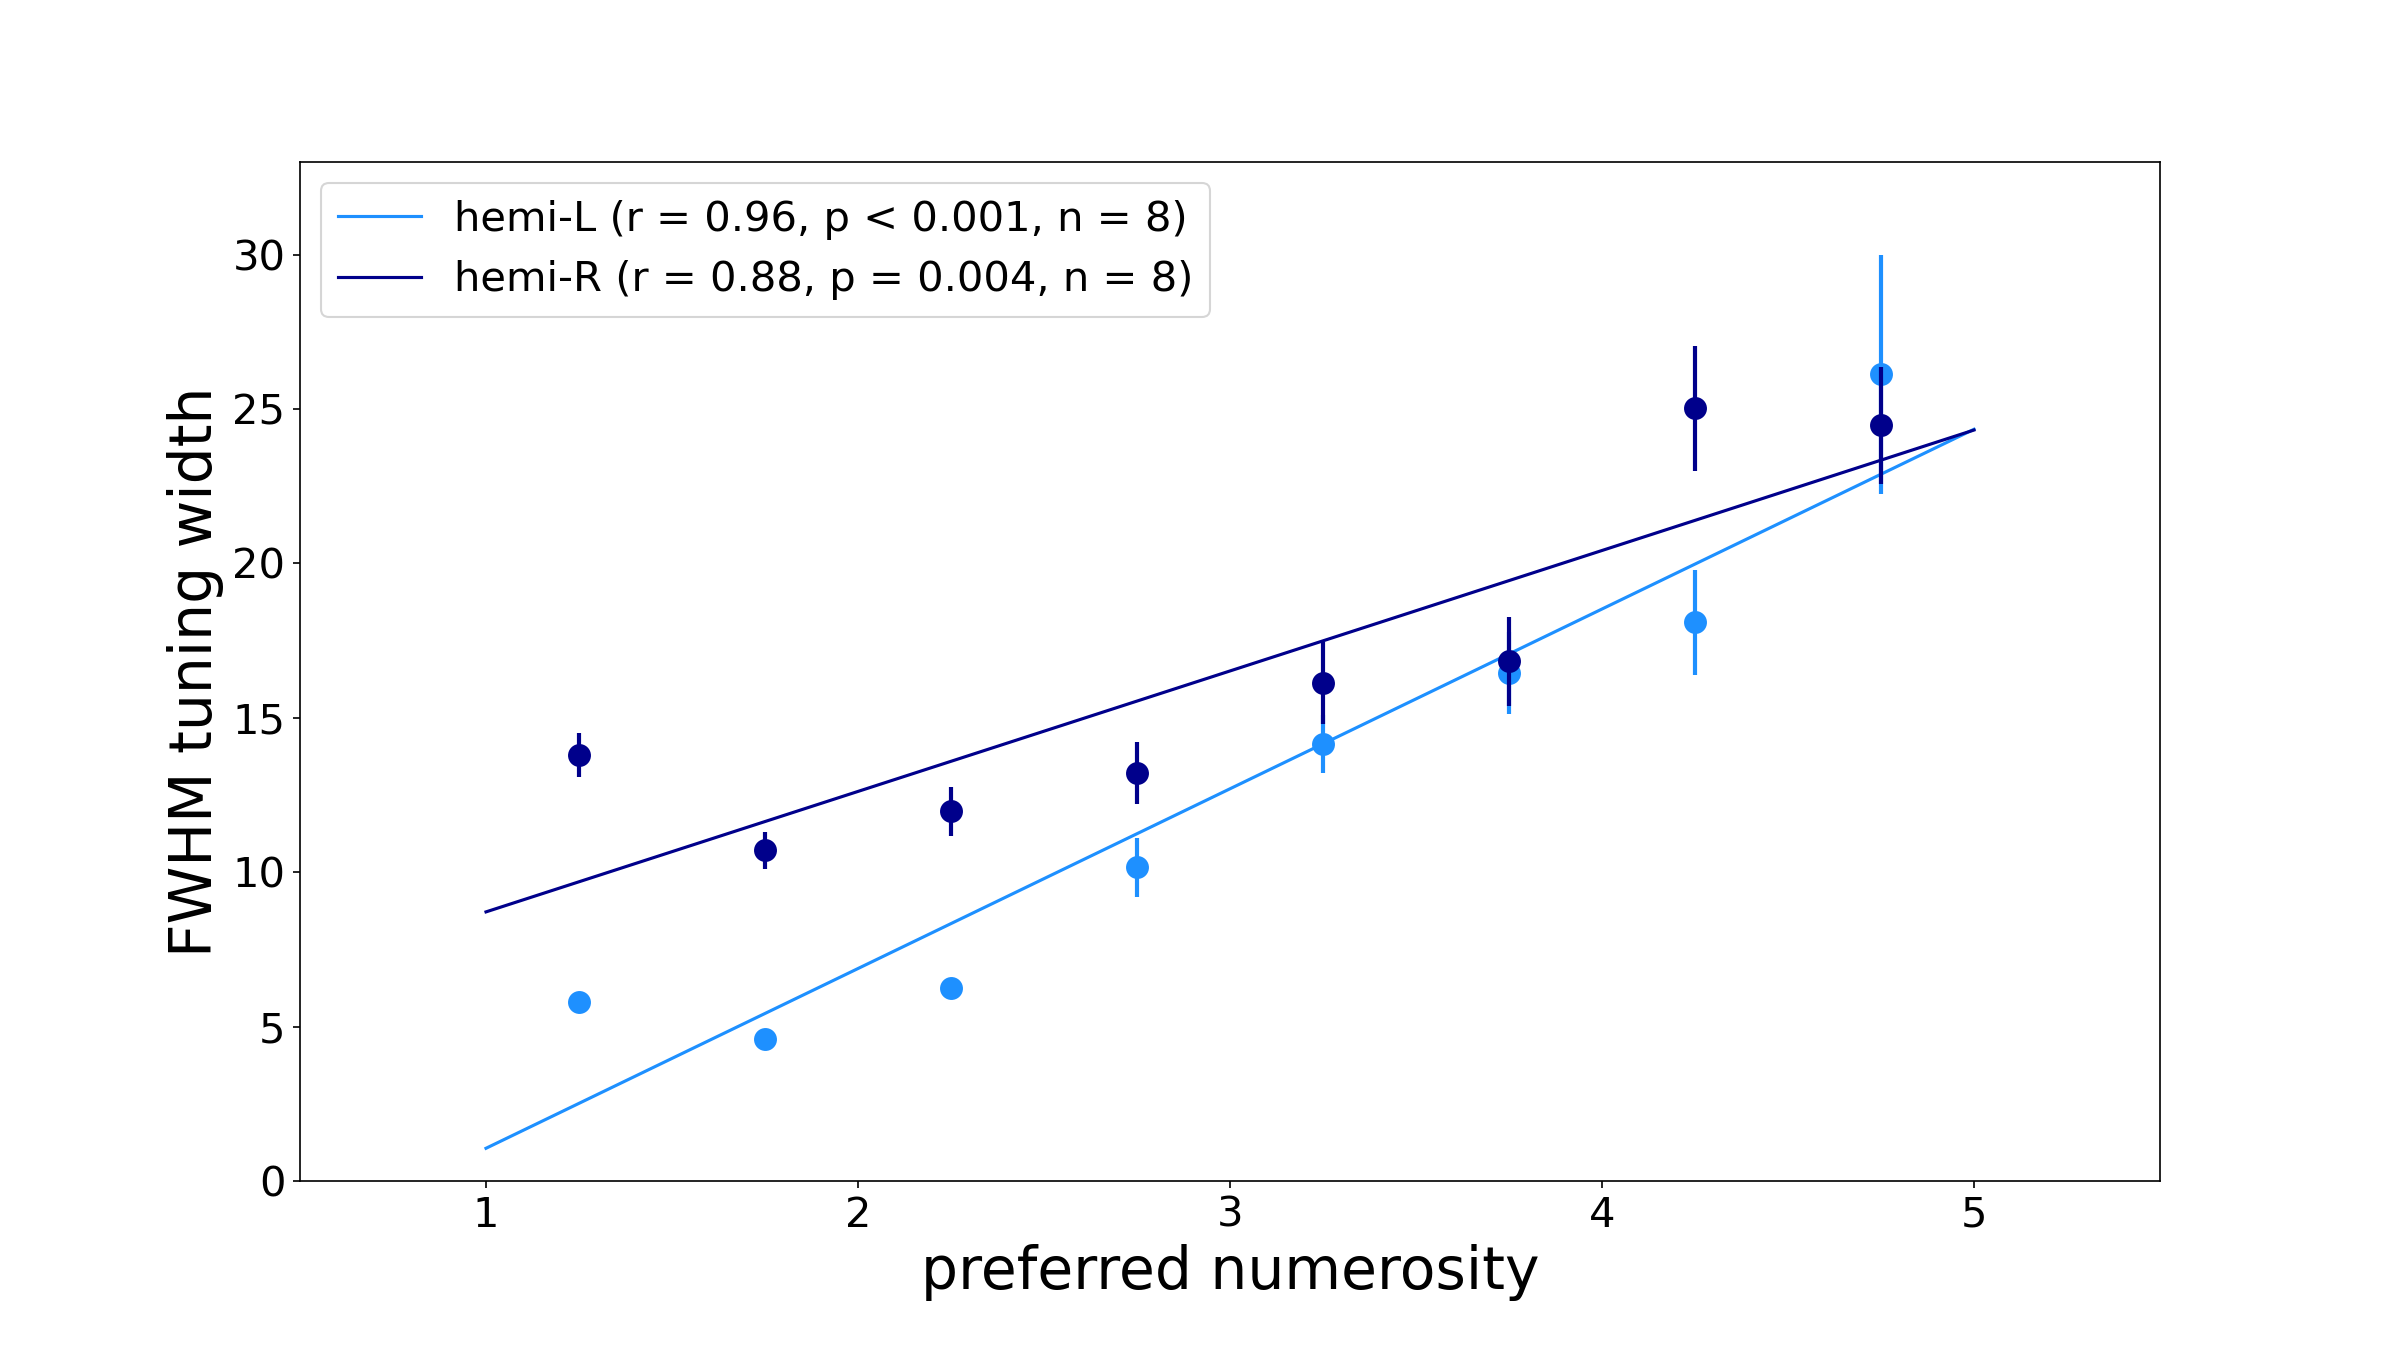 hemi-L (r = 0.96, p < 0.001, n = 8)
hemi-R (r = 0.88, p = 0.004, n = 8)
30
25
20
15
10
5
0
FWHM tuning width
1 2 3 4 5
preferred numerosity